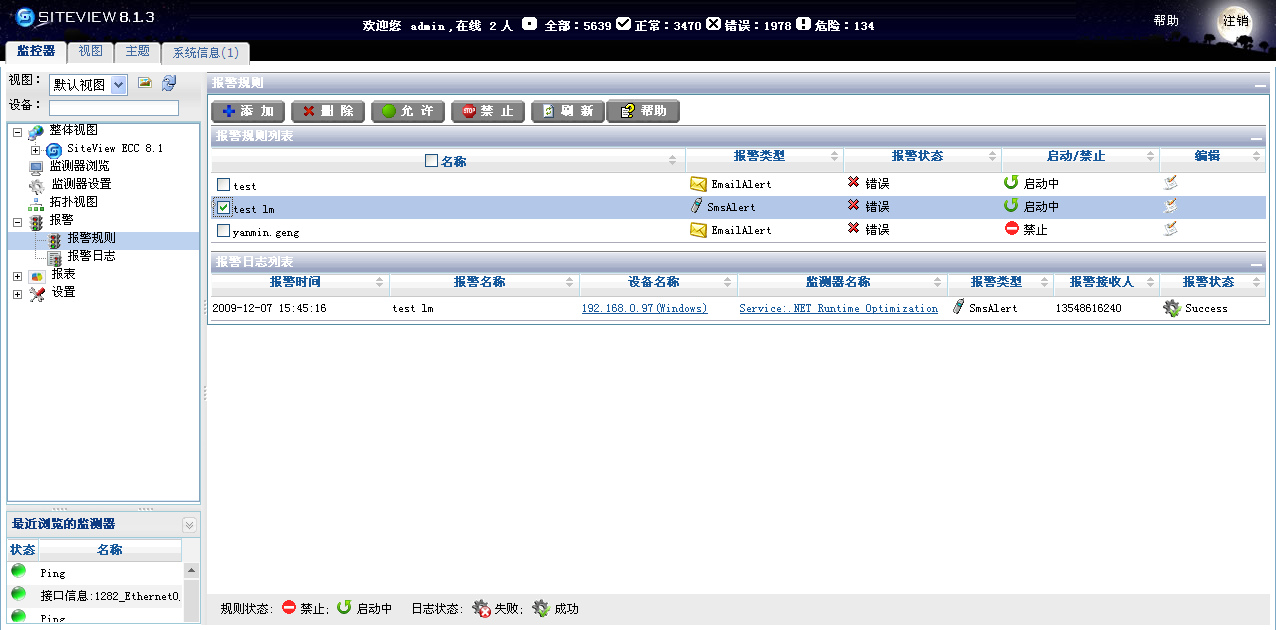 SITEVIEW 8.1.3
欢迎您 admin,在线 2 人 全部：5639 正常：3470 错误：1978 危险：134
帮助 注销
监控器 视图 主题 系统信息(1)
视图： 默认视图
设备：
整体视图
SiteView ECC 8.1
监测器浏览
监测器设置
拓扑视图
报警
报警规则
报警日志
报表
设置
最近浏览的监测器
状态 名称
Ping
接口信息:1282_Ethernet0,
Ping
报警规则
添加 删除 允许 禁止 刷新 帮助
报警规则列表
名称 报警类型 报警状态 启动/禁止 编辑
test EmailAlert 错误 启动中
test lm SmsAlert 错误 启动中
yanmin.geng EmailAlert 错误 禁止
报警日志列表
报警时间 报警名称 设备名称 监测器名称 报警类型 报警接收人 报警状态
2009-12-07 15:45:16 test lm 192.168.0.97(Windows) Service:.NET Runtime Optimization SmsAlert 13548616240 Success
规则状态: 禁止; 启动中 日志状态: 失败; 成功